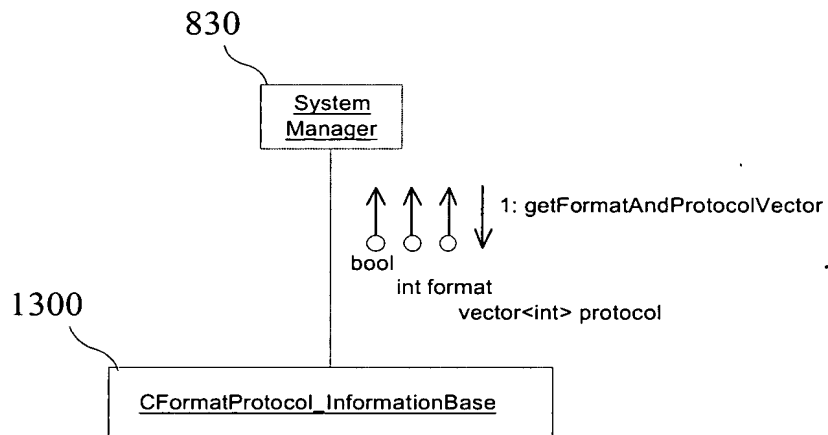 830
System
Manager
1: getFormatAndProtocolVector
bool
int format
vector<int> protocol
1300
CFormatProtocol_InformationBase